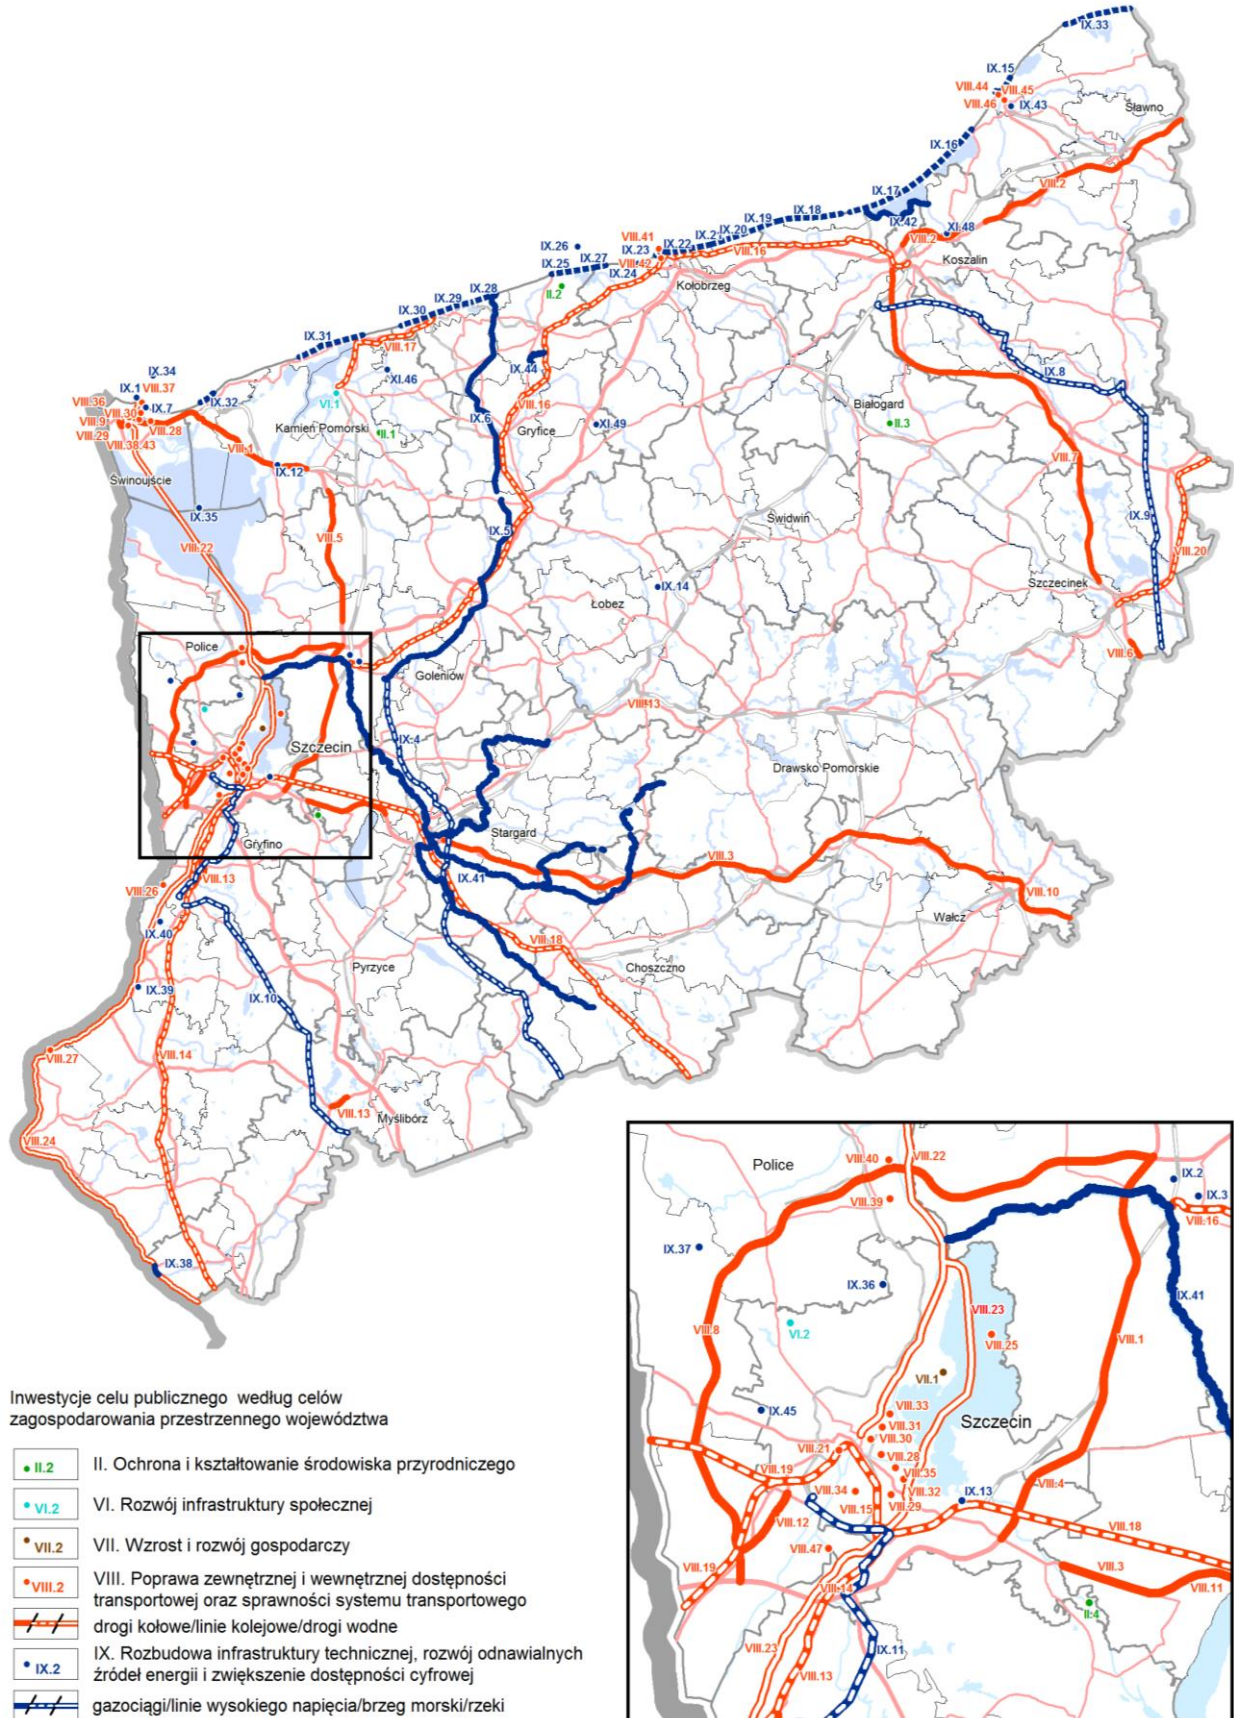 IX.33
IX.15
VIII.44
VIII.45
VIII.46
IX.43
Sławno
IX.16
VIII.2
IX.17
IX.18
IX.19
IX.20
IX.42
XI.48
VIII.2
Koszalin
VIII.41
IX.22
IX.26
IX.23
VIII.42
VIII.16
IX.27
IX.25
IX.24
Kołobrzeg
II.2
IX.28
IX.29
IX.30
IX.31
VIII.17
IX.44
IX.8
IX.34
XI.46
IX.1
VIII.37
VIII.36
IX.7
IX.32
VI.1
VIII.30
VIII.9
VIII.28
VIII.29
VIII.38.43
Kamień Pomorski
II.1
IX.6
VIII.16
Gryfice
XI.49
Białogard
II.3
VIII.1
IX.12
VIII.7
Świnoujście
IX.35
VIII.5
IX.5
Świdwin
IX.9
VIII.22
VIII.20
Szczecinek
IX.14
Łobez
Police
VIII.6
Goleniów
VIII.13
IX.4
Szczecin
Drawsko Pomorskie
Stargard
Gryfino
VIII.3
VIII.13
IX.41
VIII.26
VIII.10
Wałcz
IX.40
VIII.18
Choszczno
Pyrzyce
IX.39
IX.10
VIII.27
VIII.14
VIII.13
Myślibórz
VIII.24
IX.38
Police
VIII.40
VIII.22
IX.2
IX.3
VIII.39
VIII.16
IX.37
IX.36
IX.41
VIII.23
VI.2
VIII.8
VIII.25
VIII.1
VII.1
VIII.33
IX.45
VIII.31
Szczecin
VIII.30
VIII.21
VIII.28
VIII.19
VIII.35
VIII.34
VIII.32
IX.13
VIII.4
VIII.15
VIII.29
VIII.12
VIII.18
VIII.47
VIII.19
VIII.3
VIII.11
VIII.14
II.4
VIII.23
IX.11
VIII.13
Inwestycje celu publicznego według celów
zagospodarowania przestrzennego województwa
II.2 II. Ochrona i kształtowanie środowiska przyrodniczego
VI.2 VI. Rozwój infrastruktury społecznej
VII.2 VII. Wzrost i rozwój gospodarczy
VIII.2 VIII. Poprawa zewnętrznej i wewnętrznej dostępności
transportowej oraz sprawności systemu transportowego
drogi kołowe/linie kolejowe/drogi wodne
IX.2 IX. Rozbudowa infrastruktury technicznej, rozwój odnawialnych
źródeł energii i zwiększenie dostępności cyfrowej
gazociągi/linie wysokiego napięcia/brzeg morski/rzeki